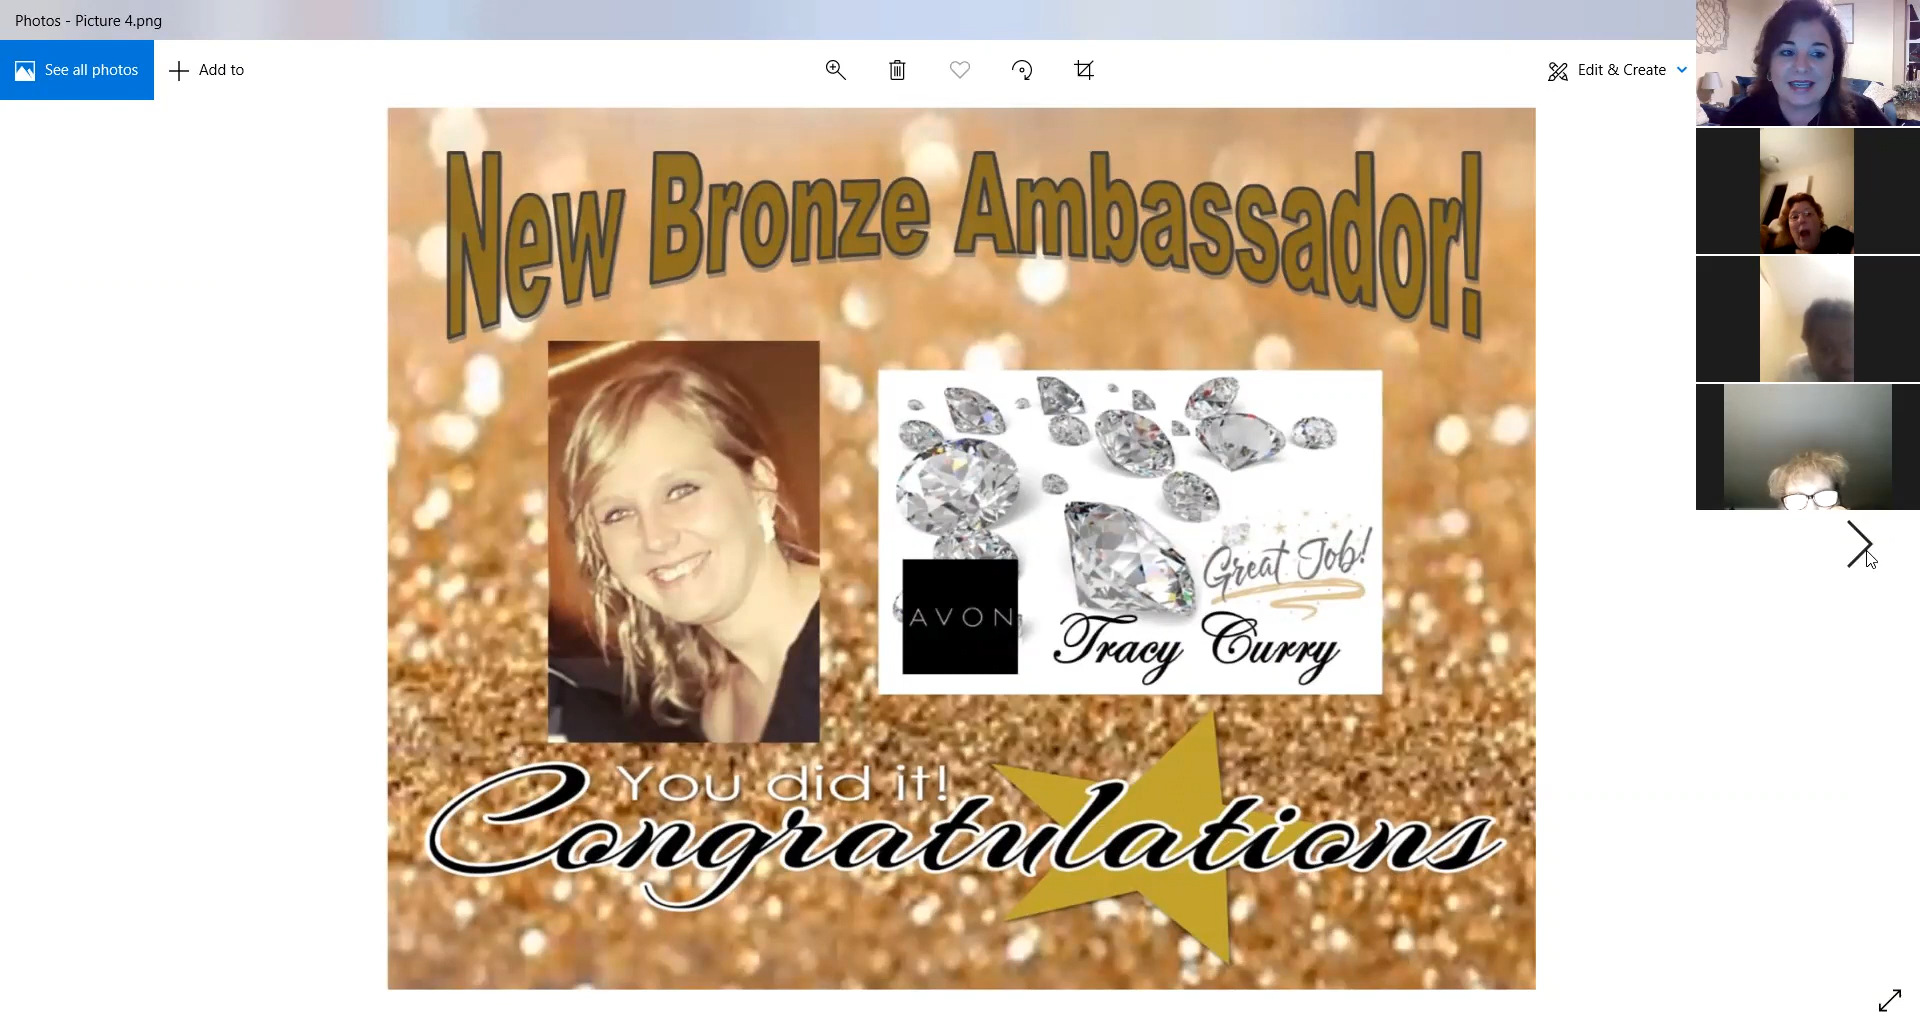 Photos - Picture 4.png
See all photos
Add to
Edit & Create
New Bronze Ambassador!
Great Job!
AVON
Tracy Curry
You did it!
Congratulations